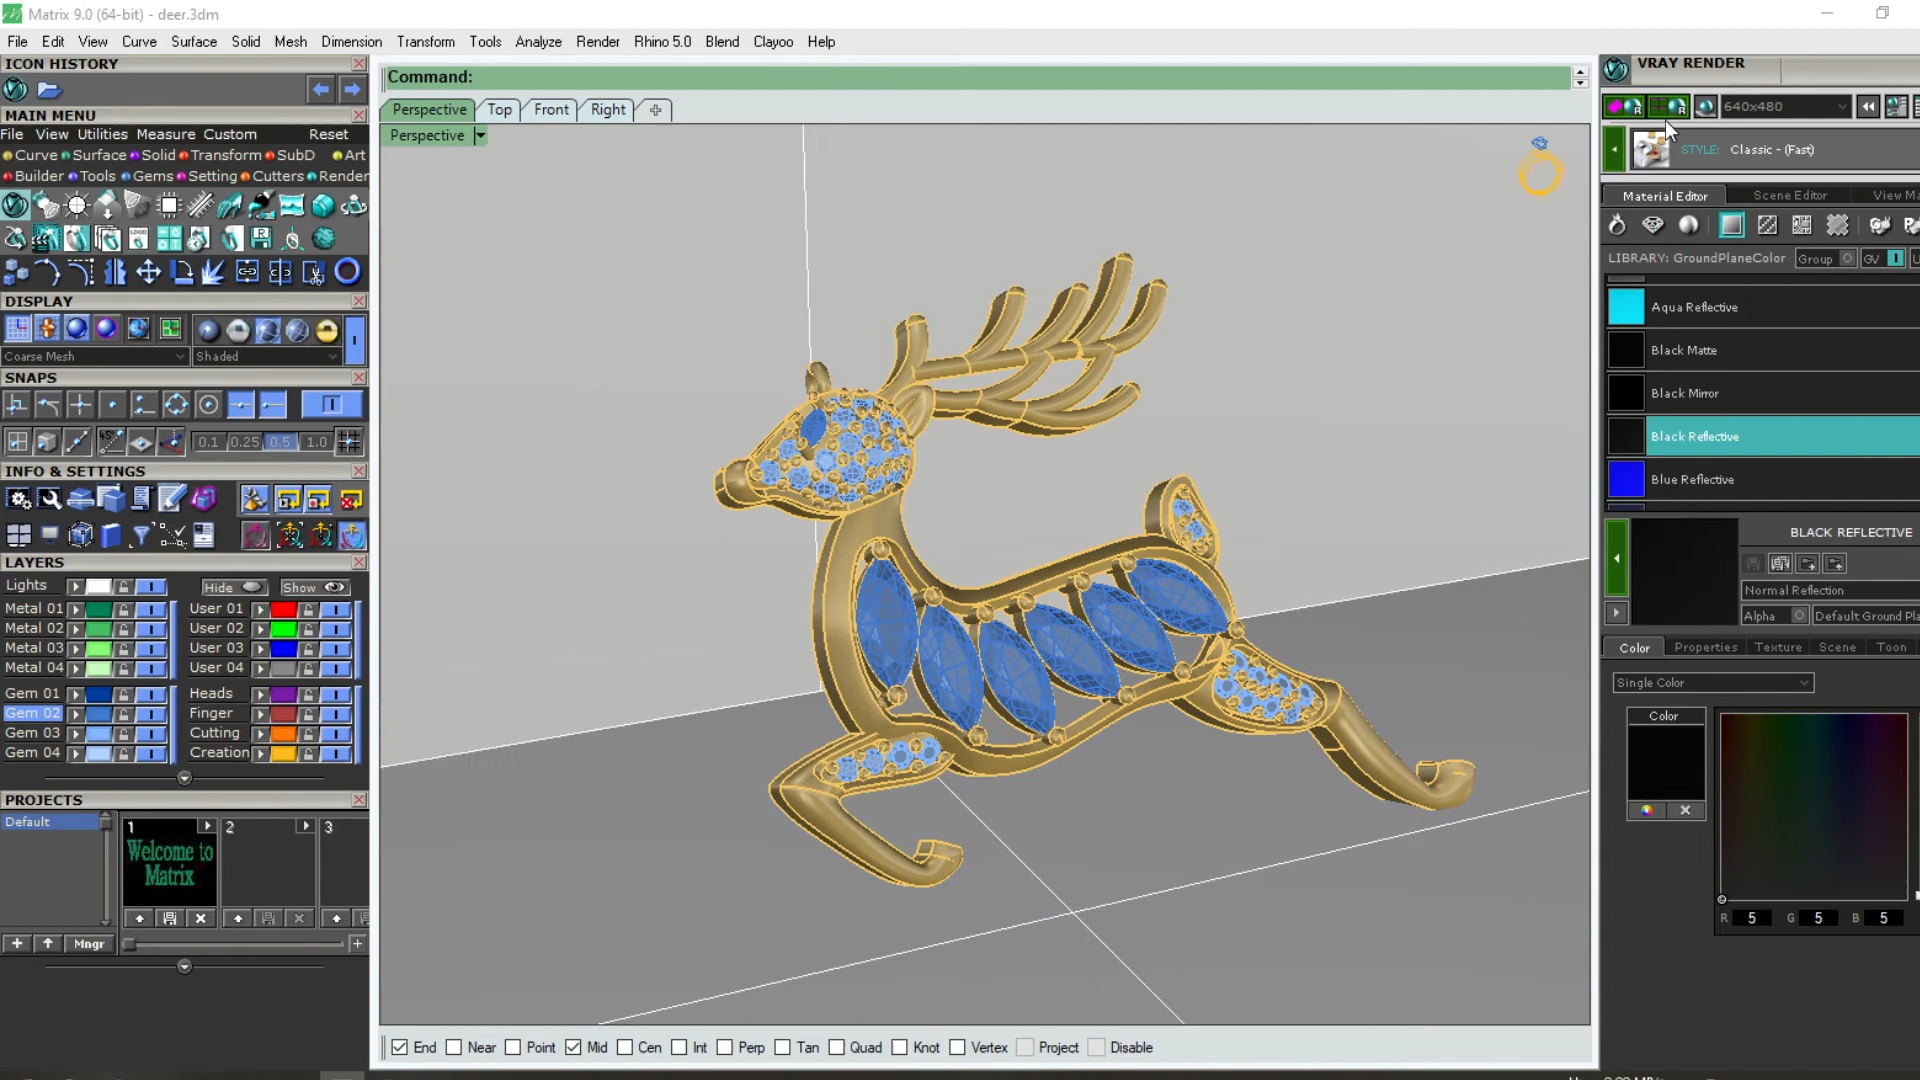 Matrix 9.0 (64-bit) - deer.3dm
File Edit View Curve Surface Solid Mesh Dimension Transform Tools Analyze Render Rhino 5.0 Blend Clayoo Help
ICON HISTORY
MAIN MENU
File View Utilities Measure Custom Reset
Curve Surface Solid Transform SubD Art
Builder Tools Gems Setting Cutters Render
DISPLAY
Coarse Mesh Shaded
SNAPS
0.1 0.25 0.5 1.0
INFO & SETTINGS
LAYERS
Lights Hide Show
Metal 01 User 01
Metal 02 User 02
Metal 03 User 03
Metal 04 User 04
Gem 01 Heads
Gem 02 Finger
Gem 03 Cutting
Gem 04 Creation
PROJECTS
Default
1 2 3
Welcome to
Matrix
Mngr
Command:
Perspective Top Front Right
Perspective
End Near Point Mid Cen Int Perp Tan Quad Knot Vertex Project Disable
VRAY RENDER
640x480
STYLE: Classic - (Fast)
Material Editor Scene Editor View Ma
LIBRARY: GroundPlaneColor Group GV
Aqua Reflective
Black Matte
Black Mirror
Black Reflective
Blue Reflective
BLACK REFLECTIVE
Normal Reflection
Alpha Default Ground Pla
Color Properties Texture Scene Toon
Single Color
Color
R 5 G 5 B 5